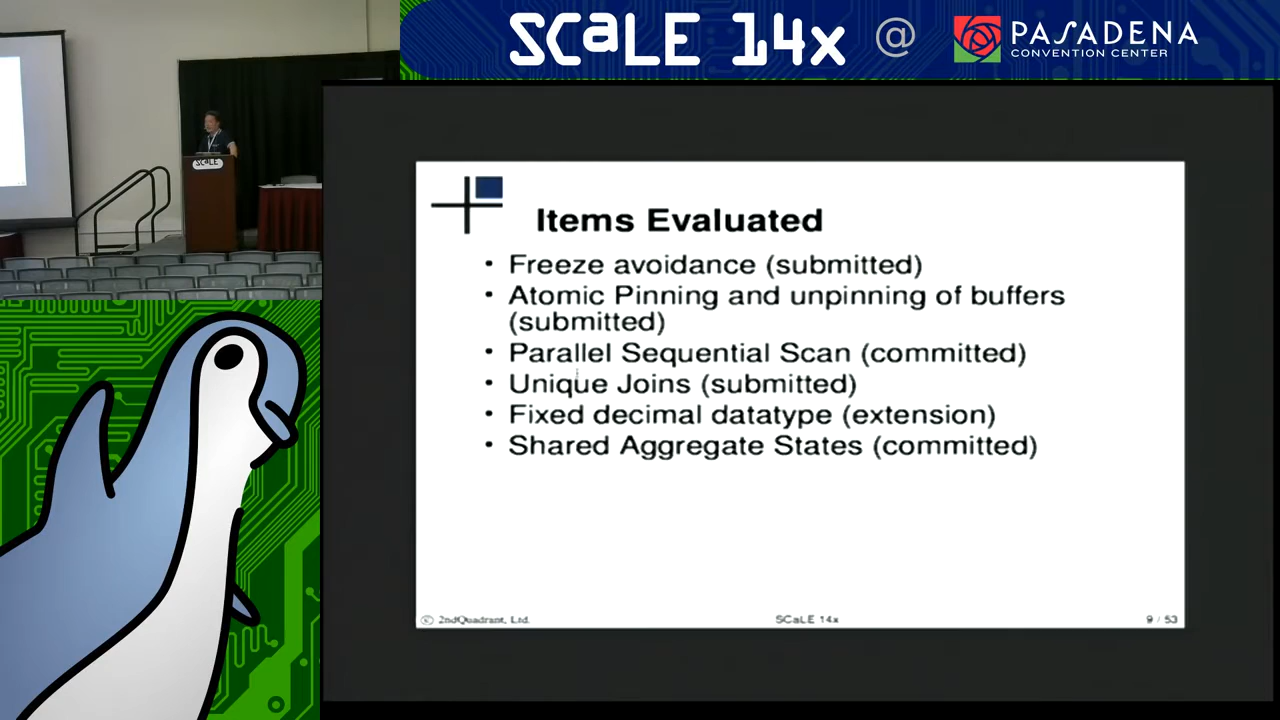 SCaLE 14x @ PASADENA
CONVENTION CENTER
SCaLE
Items Evaluated
• Freeze avoidance (submitted)
• Atomic Pinning and unpinning of buffers
(submitted)
• Parallel Sequential Scan (committed)
• Unique Joins (submitted)
• Fixed decimal datatype (extension)
• Shared Aggregate States (committed)
© 2ndQuadrant, Ltd.
SCaLE 14x
9 / 53